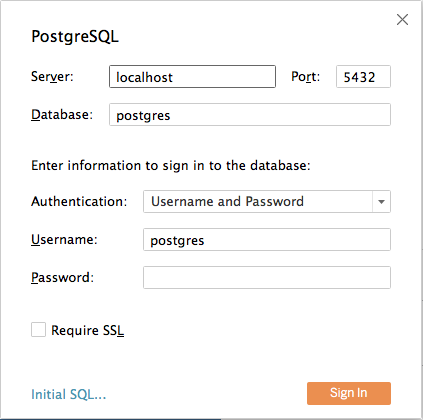 PostgreSQL
Server: localhost Port: 5432
Database: postgres
Enter information to sign in to the database:
Authentication: Username and Password
Username: postgres
Password:
Require SSL
Initial SQL... Sign In